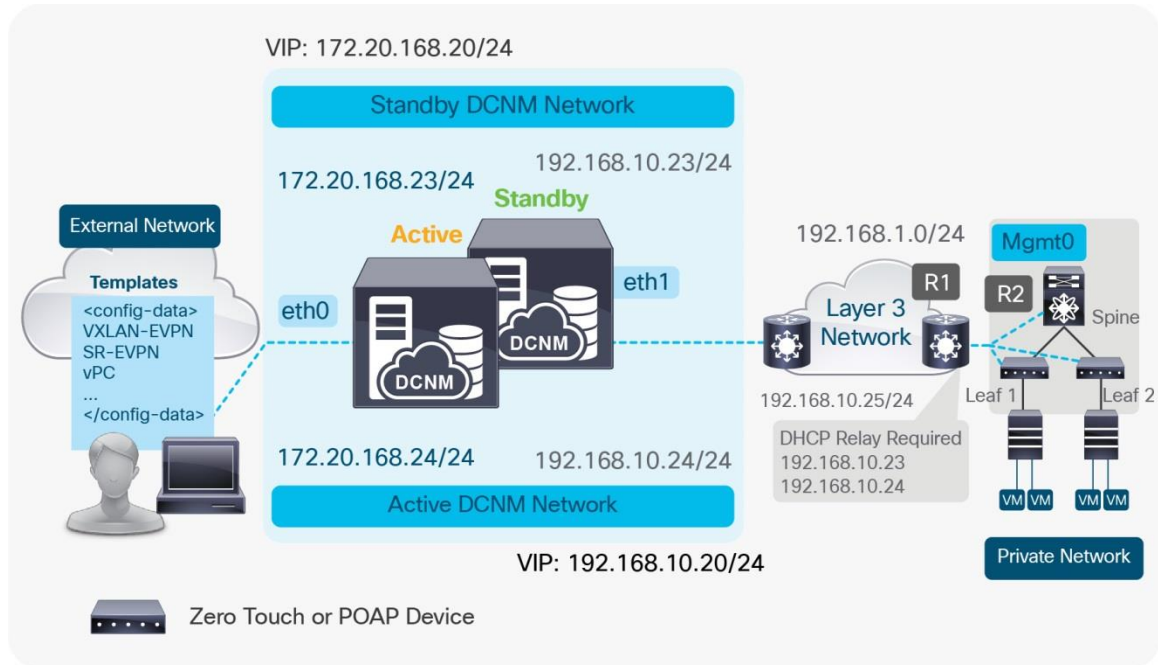 VIP: 172.20.168.20/24
Standby DCNM Network
172.20.168.23/24
192.168.10.23/24
Standby
Active
External Network
Templates
<config-data>
VXLAN-EVPN
SR-EVPN
vPC
...
</config-data>
eth0
eth1
DCNM
DCNM
192.168.1.0/24
Layer 3
Network
R1
R2
Mgmt0
Spine
Leaf 1
Leaf 2
192.168.10.25/24
DHCP Relay Required
192.168.10.23
192.168.10.24
VM VM VM VM
Private Network
172.20.168.24/24
192.168.10.24/24
Active DCNM Network
VIP: 192.168.10.20/24
Zero Touch or POAP Device